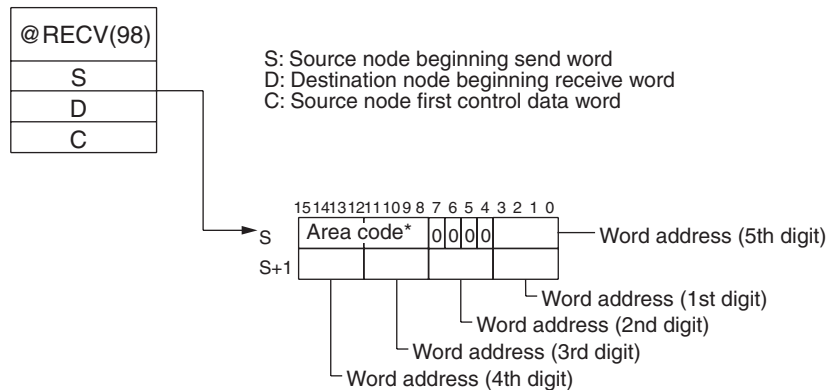 @RECV(98)
S
D
C
S: Source node beginning send word
D: Destination node beginning receive word
C: Source node first control data word
15 14 13 12 11 10 9 8 7 6 5 4 3 2 1 0
S Area code* 0 0 0 0 Word address (5th digit)
S+1
Word address (1st digit)
Word address (2nd digit)
Word address (3rd digit)
Word address (4th digit)